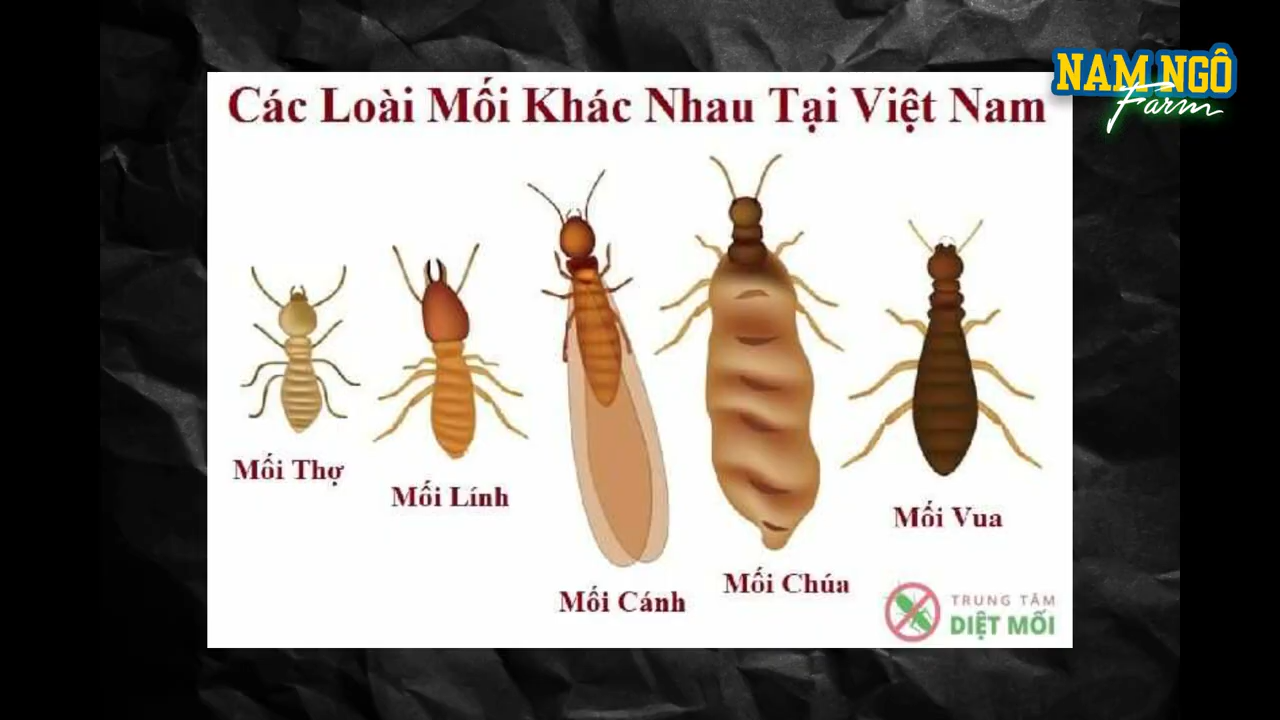 NAM NGÔ
Farm
Các Loài Mối Khác Nhau Tại Việt Nam
Mối Thợ
Mối Lính
Mối Cánh
Mối Chúa
Mối Vua
TRUNG TÂM
DIỆT MỐI